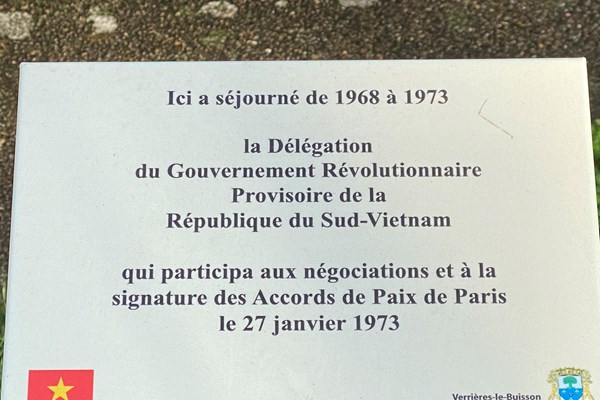 Ici a séjourné de 1968 à 1973
la Délégation
du Gouvernement Révolutionnaire
Provisoire de la
République du Sud-Vietnam
qui participa aux négociations et à la
signature des Accords de Paix de Paris
le 27 janvier 1973
Verrières-le-Buisson